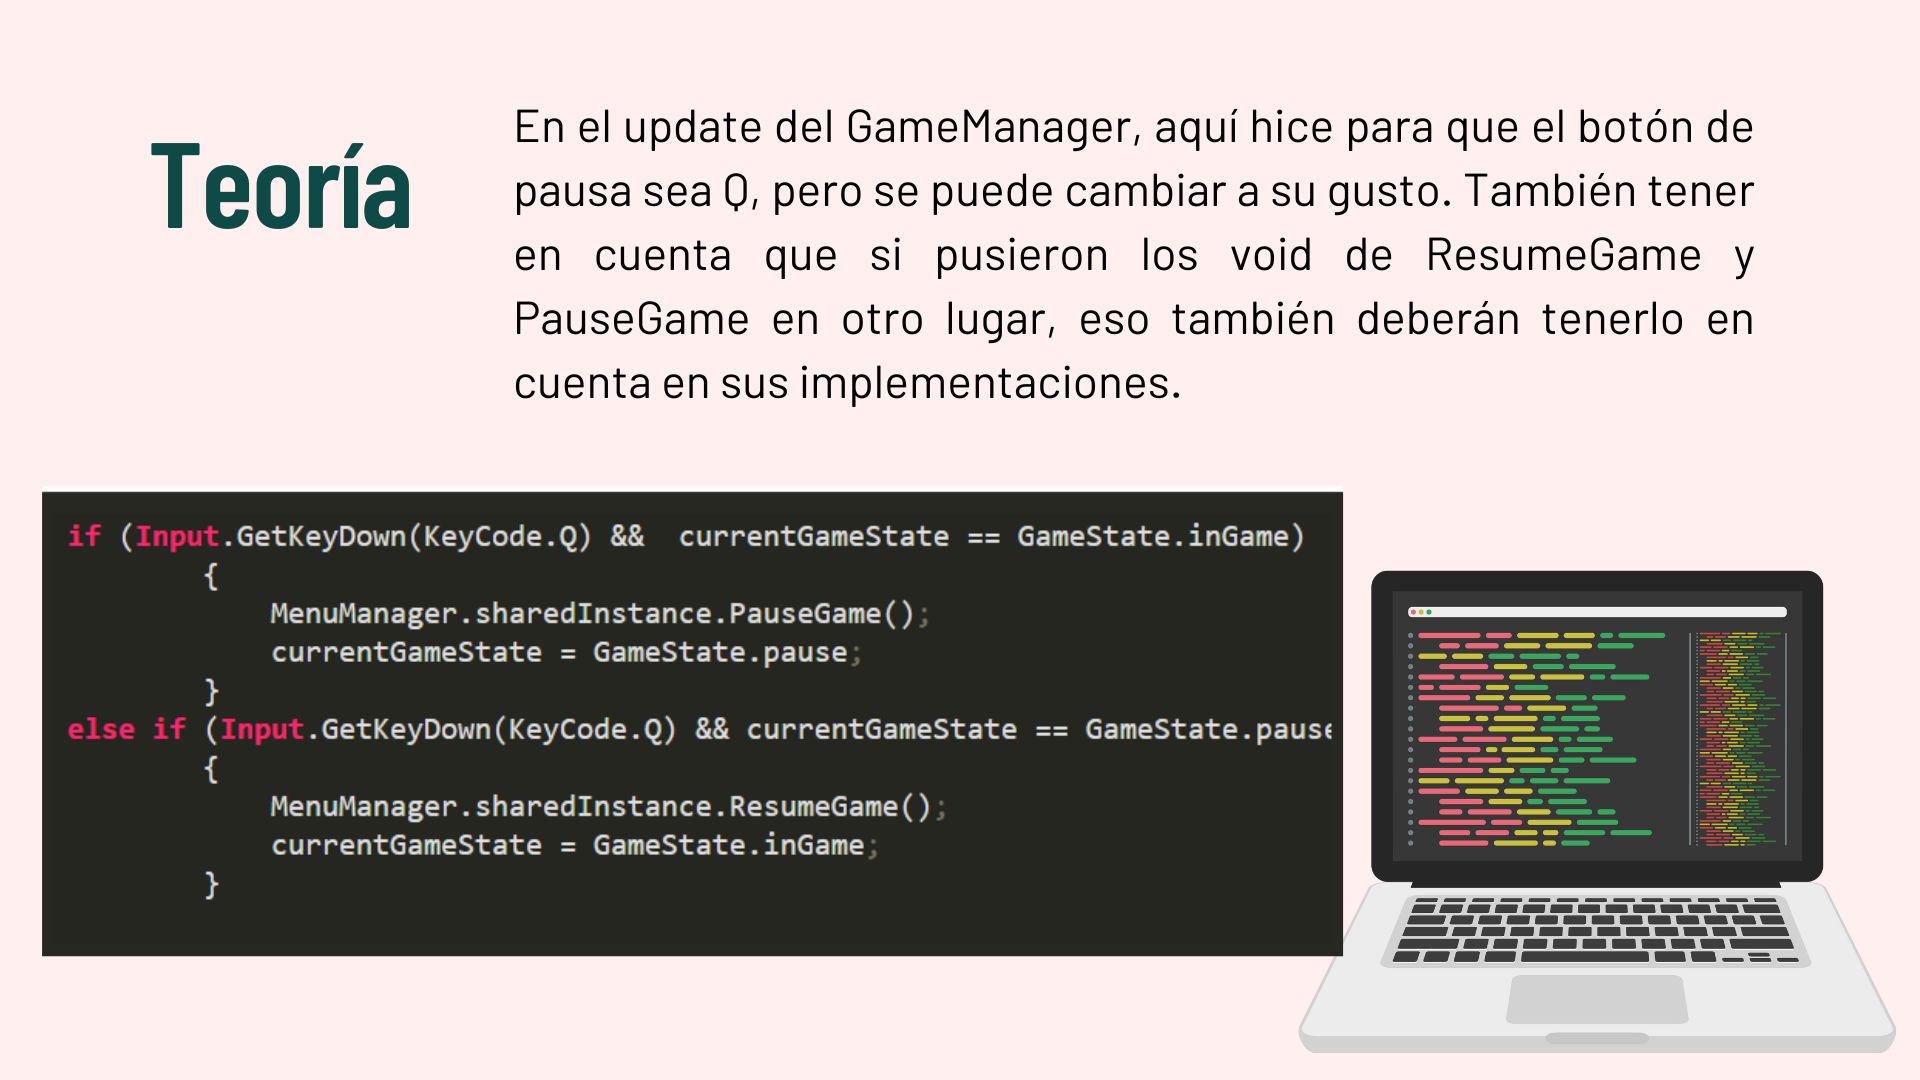 Teoría
En el update del GameManager, aquí hice para que el botón de
pausa sea Q, pero se puede cambiar a su gusto. También tener
en cuenta que si pusieron los void de ResumeGame y
PauseGame en otro lugar, eso también deberán tenerlo en
cuenta en sus implementaciones.
if (Input.GetKeyDown(KeyCode.Q) &&  currentGameState == GameState.inGame)
{
MenuManager.sharedInstance.PauseGame();
currentGameState = GameState.pause;
}
else if (Input.GetKeyDown(KeyCode.Q) && currentGameState == GameState.pause
{
MenuManager.sharedInstance.ResumeGame();
currentGameState = GameState.inGame;
}